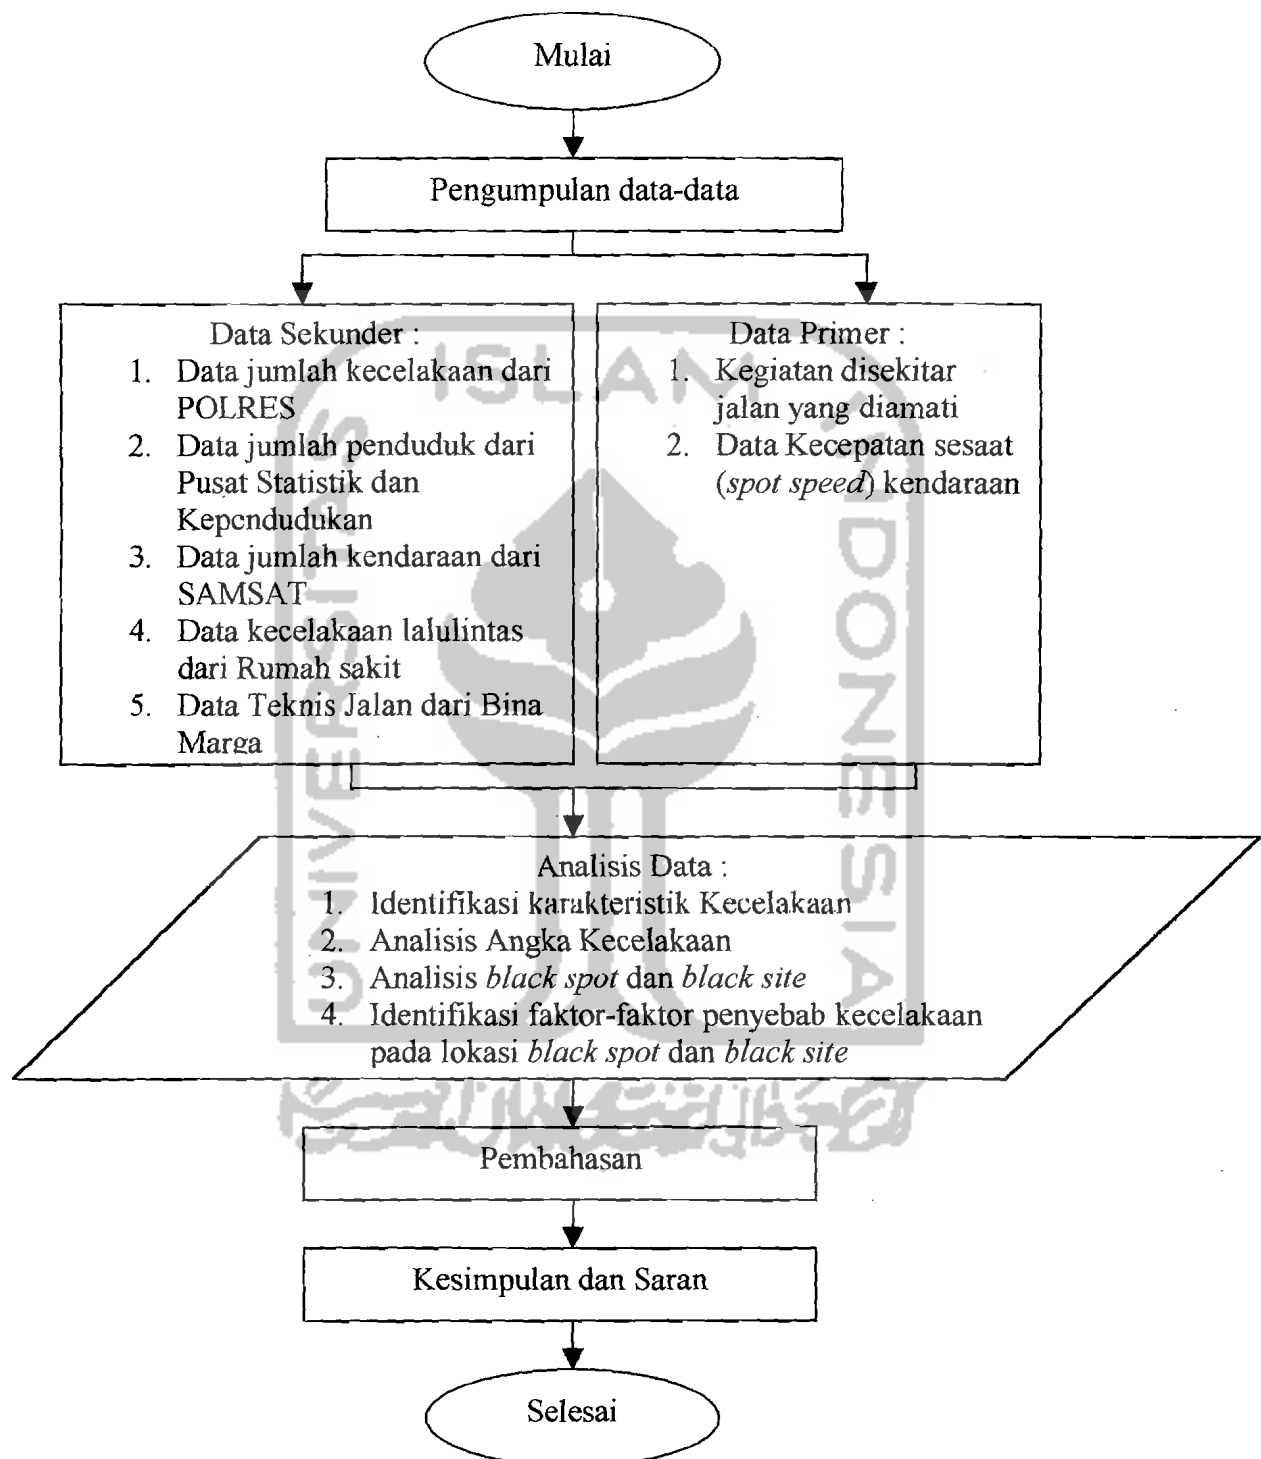 Mulai
Pengumpulan data-data
Data Sekunder :
1. Data jumlah kecelakaan dari
POLRES
2. Data jumlah penduduk dari
Pusat Statistik dan
Kependudukan
3. Data jumlah kendaraan dari
SAMSAT
4. Data kecelakaan lalulintas
dari Rumah sakit
5. Data Teknis Jalan dari Bina
Marga
Data Primer :
1. Kegiatan disekitar
jalan yang diamati
2. Data Kecepatan sesaat
(spot speed) kendaraan
Analisis Data :
1. Identifikasi karakteristik Kecelakaan
2. Analisis Angka Kecelakaan
3. Analisis black spot dan black site
4. Identifikasi faktor-faktor penyebab kecelakaan
pada lokasi black spot dan black site
Pembahasan
Kesimpulan dan Saran
Selesai
UNIVERSITAS
ISLAM
INDONESIA